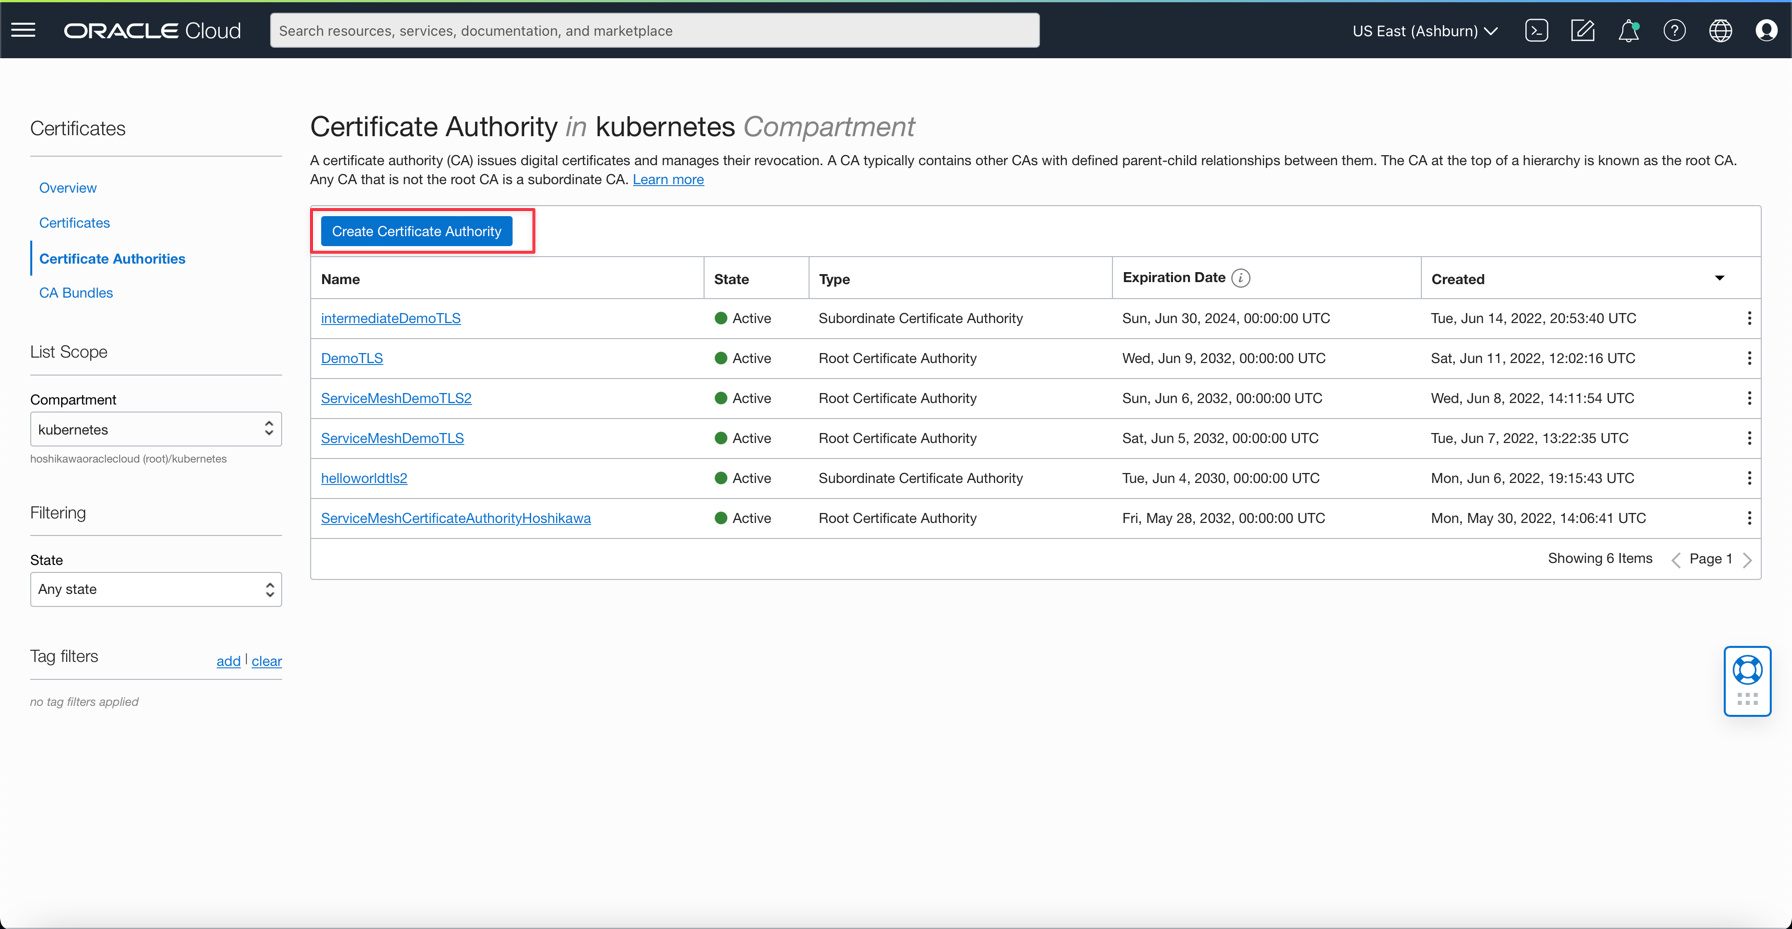 ORACLE Cloud
Search resources, services, documentation, and marketplace
US East (Ashburn)
Certificates
Overview
Certificates
Certificate Authorities
CA Bundles
List Scope
Compartment
kubernetes
hoshikawaoraclecloud (root)/kubernetes
Filtering
State
Any state
Tag filters
add | clear
no tag filters applied
Certificate Authority in kubernetes Compartment
A certificate authority (CA) issues digital certificates and manages their revocation. A CA typically contains other CAs with defined parent-child relationships between them. The CA at the top of a hierarchy is known as the root CA.
Any CA that is not the root CA is a subordinate CA. Learn more
Create Certificate Authority
Name State Type Expiration Date i Created
intermediateDemoTLS Active Subordinate Certificate Authority Sun, Jun 30, 2024, 00:00:00 UTC Tue, Jun 14, 2022, 20:53:40 UTC
DemoTLS Active Root Certificate Authority Wed, Jun 9, 2032, 00:00:00 UTC Sat, Jun 11, 2022, 12:02:16 UTC
ServiceMeshDemoTLS2 Active Root Certificate Authority Sun, Jun 6, 2032, 00:00:00 UTC Wed, Jun 8, 2022, 14:11:54 UTC
ServiceMeshDemoTLS Active Root Certificate Authority Sat, Jun 5, 2032, 00:00:00 UTC Tue, Jun 7, 2022, 13:22:35 UTC
helloworldtls2 Active Subordinate Certificate Authority Tue, Jun 4, 2030, 00:00:00 UTC Mon, Jun 6, 2022, 19:15:43 UTC
ServiceMeshCertificateAuthorityHoshikawa Active Root Certificate Authority Fri, May 28, 2032, 00:00:00 UTC Mon, May 30, 2022, 14:06:41 UTC
Showing 6 Items Page 1